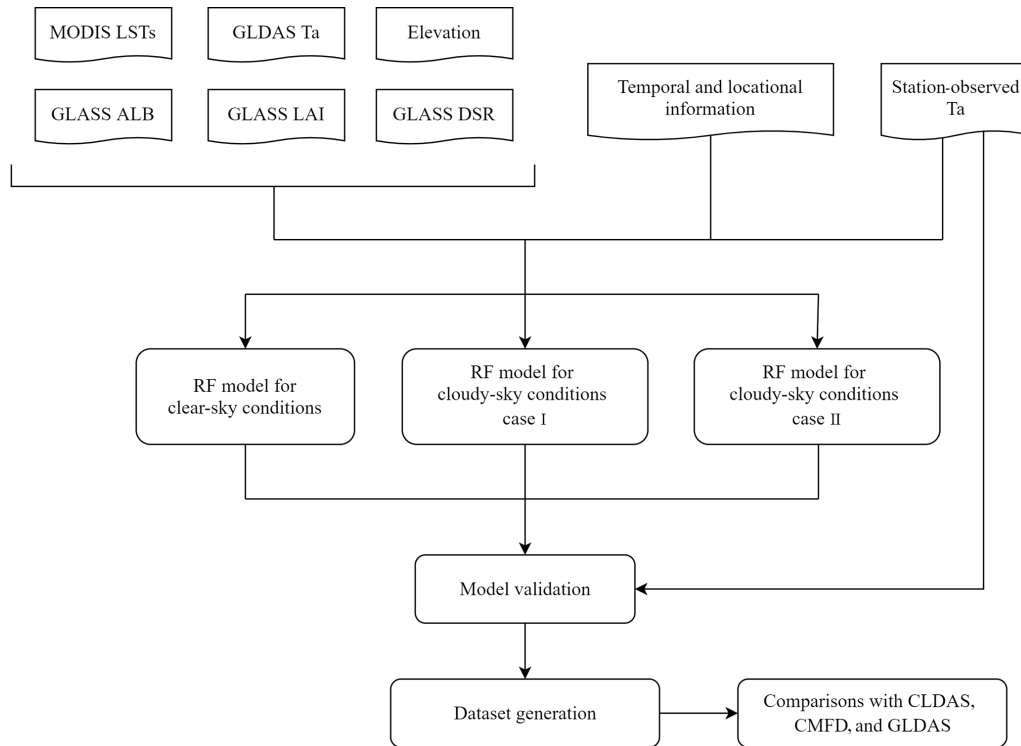 MODIS LSTs
GLDAS Ta
Elevation
GLASS ALB
GLASS LAI
GLASS DSR
Temporal and locational
information
Station-observed
Ta
RF model for
clear-sky conditions
RF model for
cloudy-sky conditions
case I
RF model for
cloudy-sky conditions
case II
Model validation
Dataset generation
Comparisons with CLDAS,
CMFD, and GLDAS